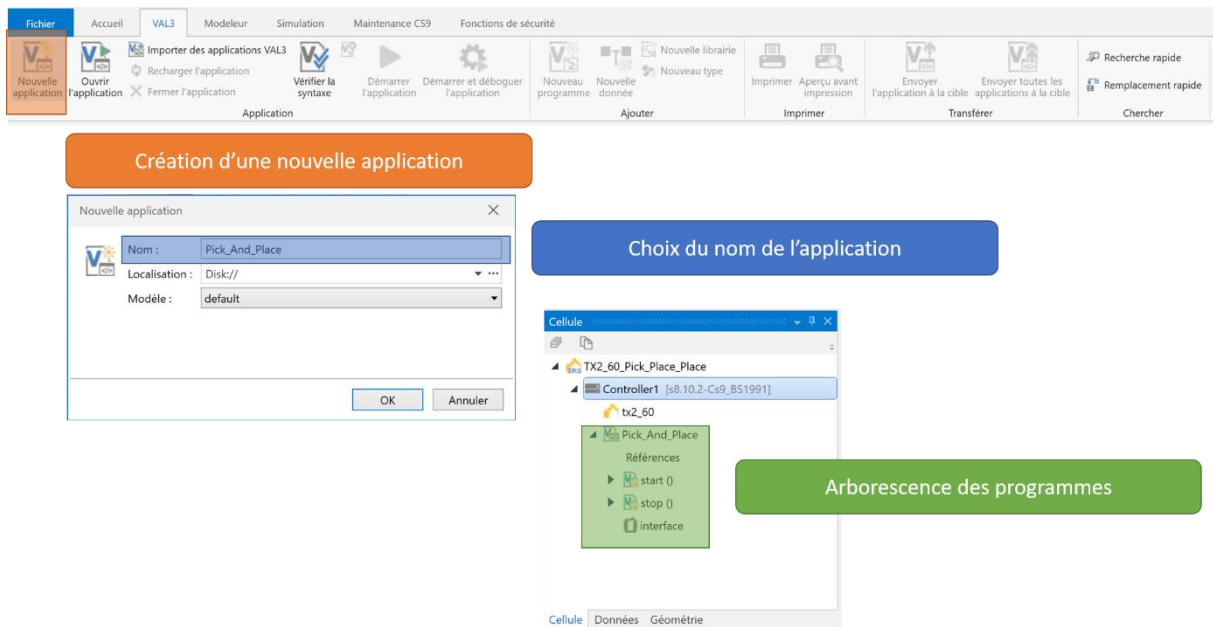 Fichier Accueil VAL3 Modeleur Simulation Maintenance CS9 Fonctions de sécurité
Nouvelle application
Ouvrir l'application
Importer des applications VAL3
Recharger l'application
Fermer l'application
Vérifier la syntaxe
Démarrer l'application
Démarrer et déboguer l'application
Application
Nouveau programme
Nouvelle donnée
Nouvelle librairie
Nouveau type
Ajouter
Imprimer
Aperçu avant impression
Imprimer
Envoyer l'application à la cible
Envoyer toutes les applications à la cible
Transférer
Recherche rapide
Remplacement rapide
Chercher
Création d'une nouvelle application
Nouvelle application
Nom : Pick_And_Place
Localisation : Disk://
Modèle : default
OK Annuler
Choix du nom de l'application
Cellule
TX2_60_Pick_Place_Place
Controller1 [s8.10.2-Cs9_BS1991]
tx2_60
Pick_And_Place
Références
start ()
stop ()
interface
Arborescence des programmes
Cellule Données Géométrie